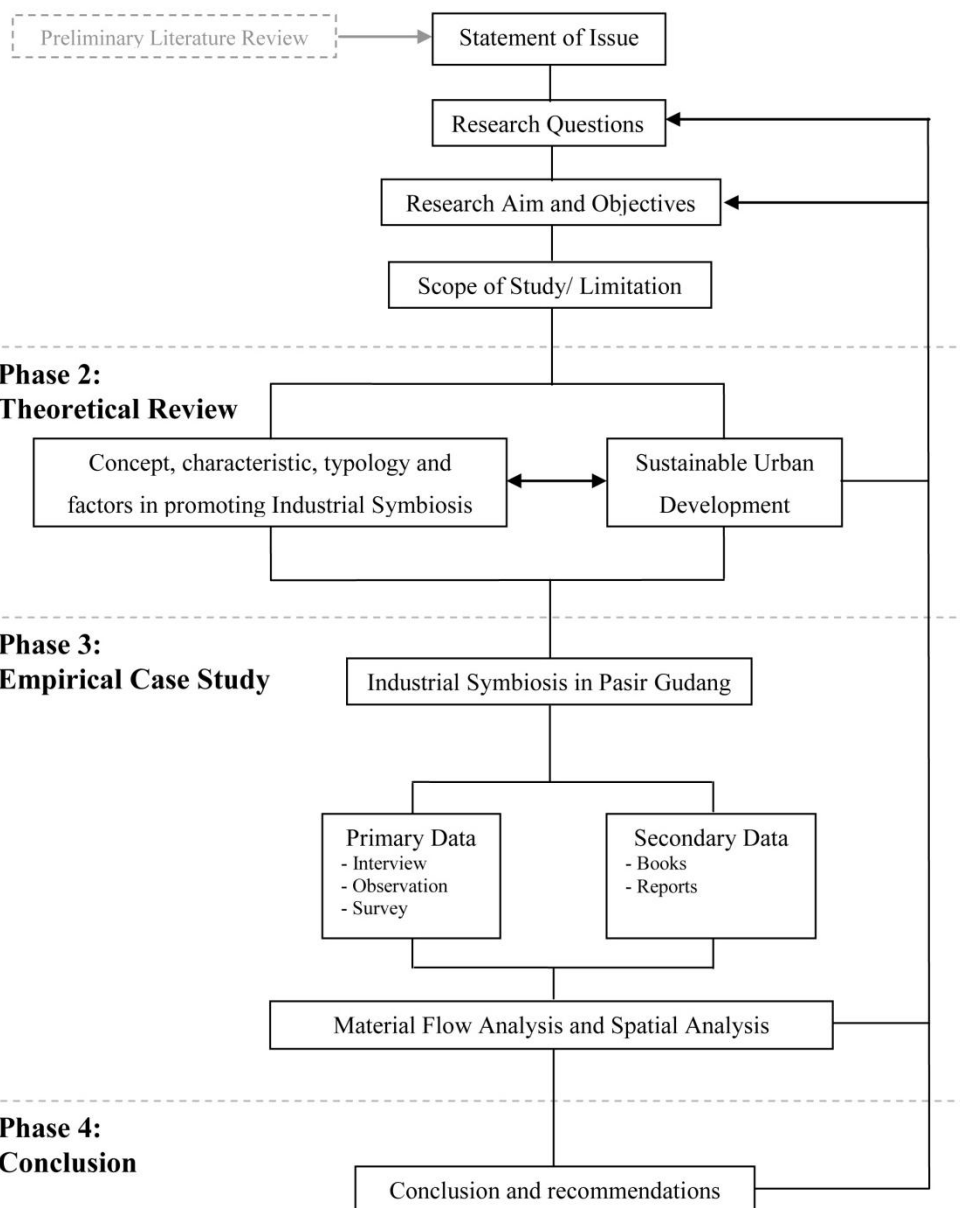 Preliminary Literature Review
Statement of Issue
Research Questions
Research Aim and Objectives
Scope of Study/ Limitation
Phase 2:
Theoretical Review
Concept, characteristic, typology and
factors in promoting Industrial Symbiosis
Sustainable Urban
Development
Phase 3:
Empirical Case Study
Industrial Symbiosis in Pasir Gudang
Primary Data
- Interview
- Observation
- Survey
Secondary Data
- Books
- Reports
Material Flow Analysis and Spatial Analysis
Phase 4:
Conclusion
Conclusion and recommendations